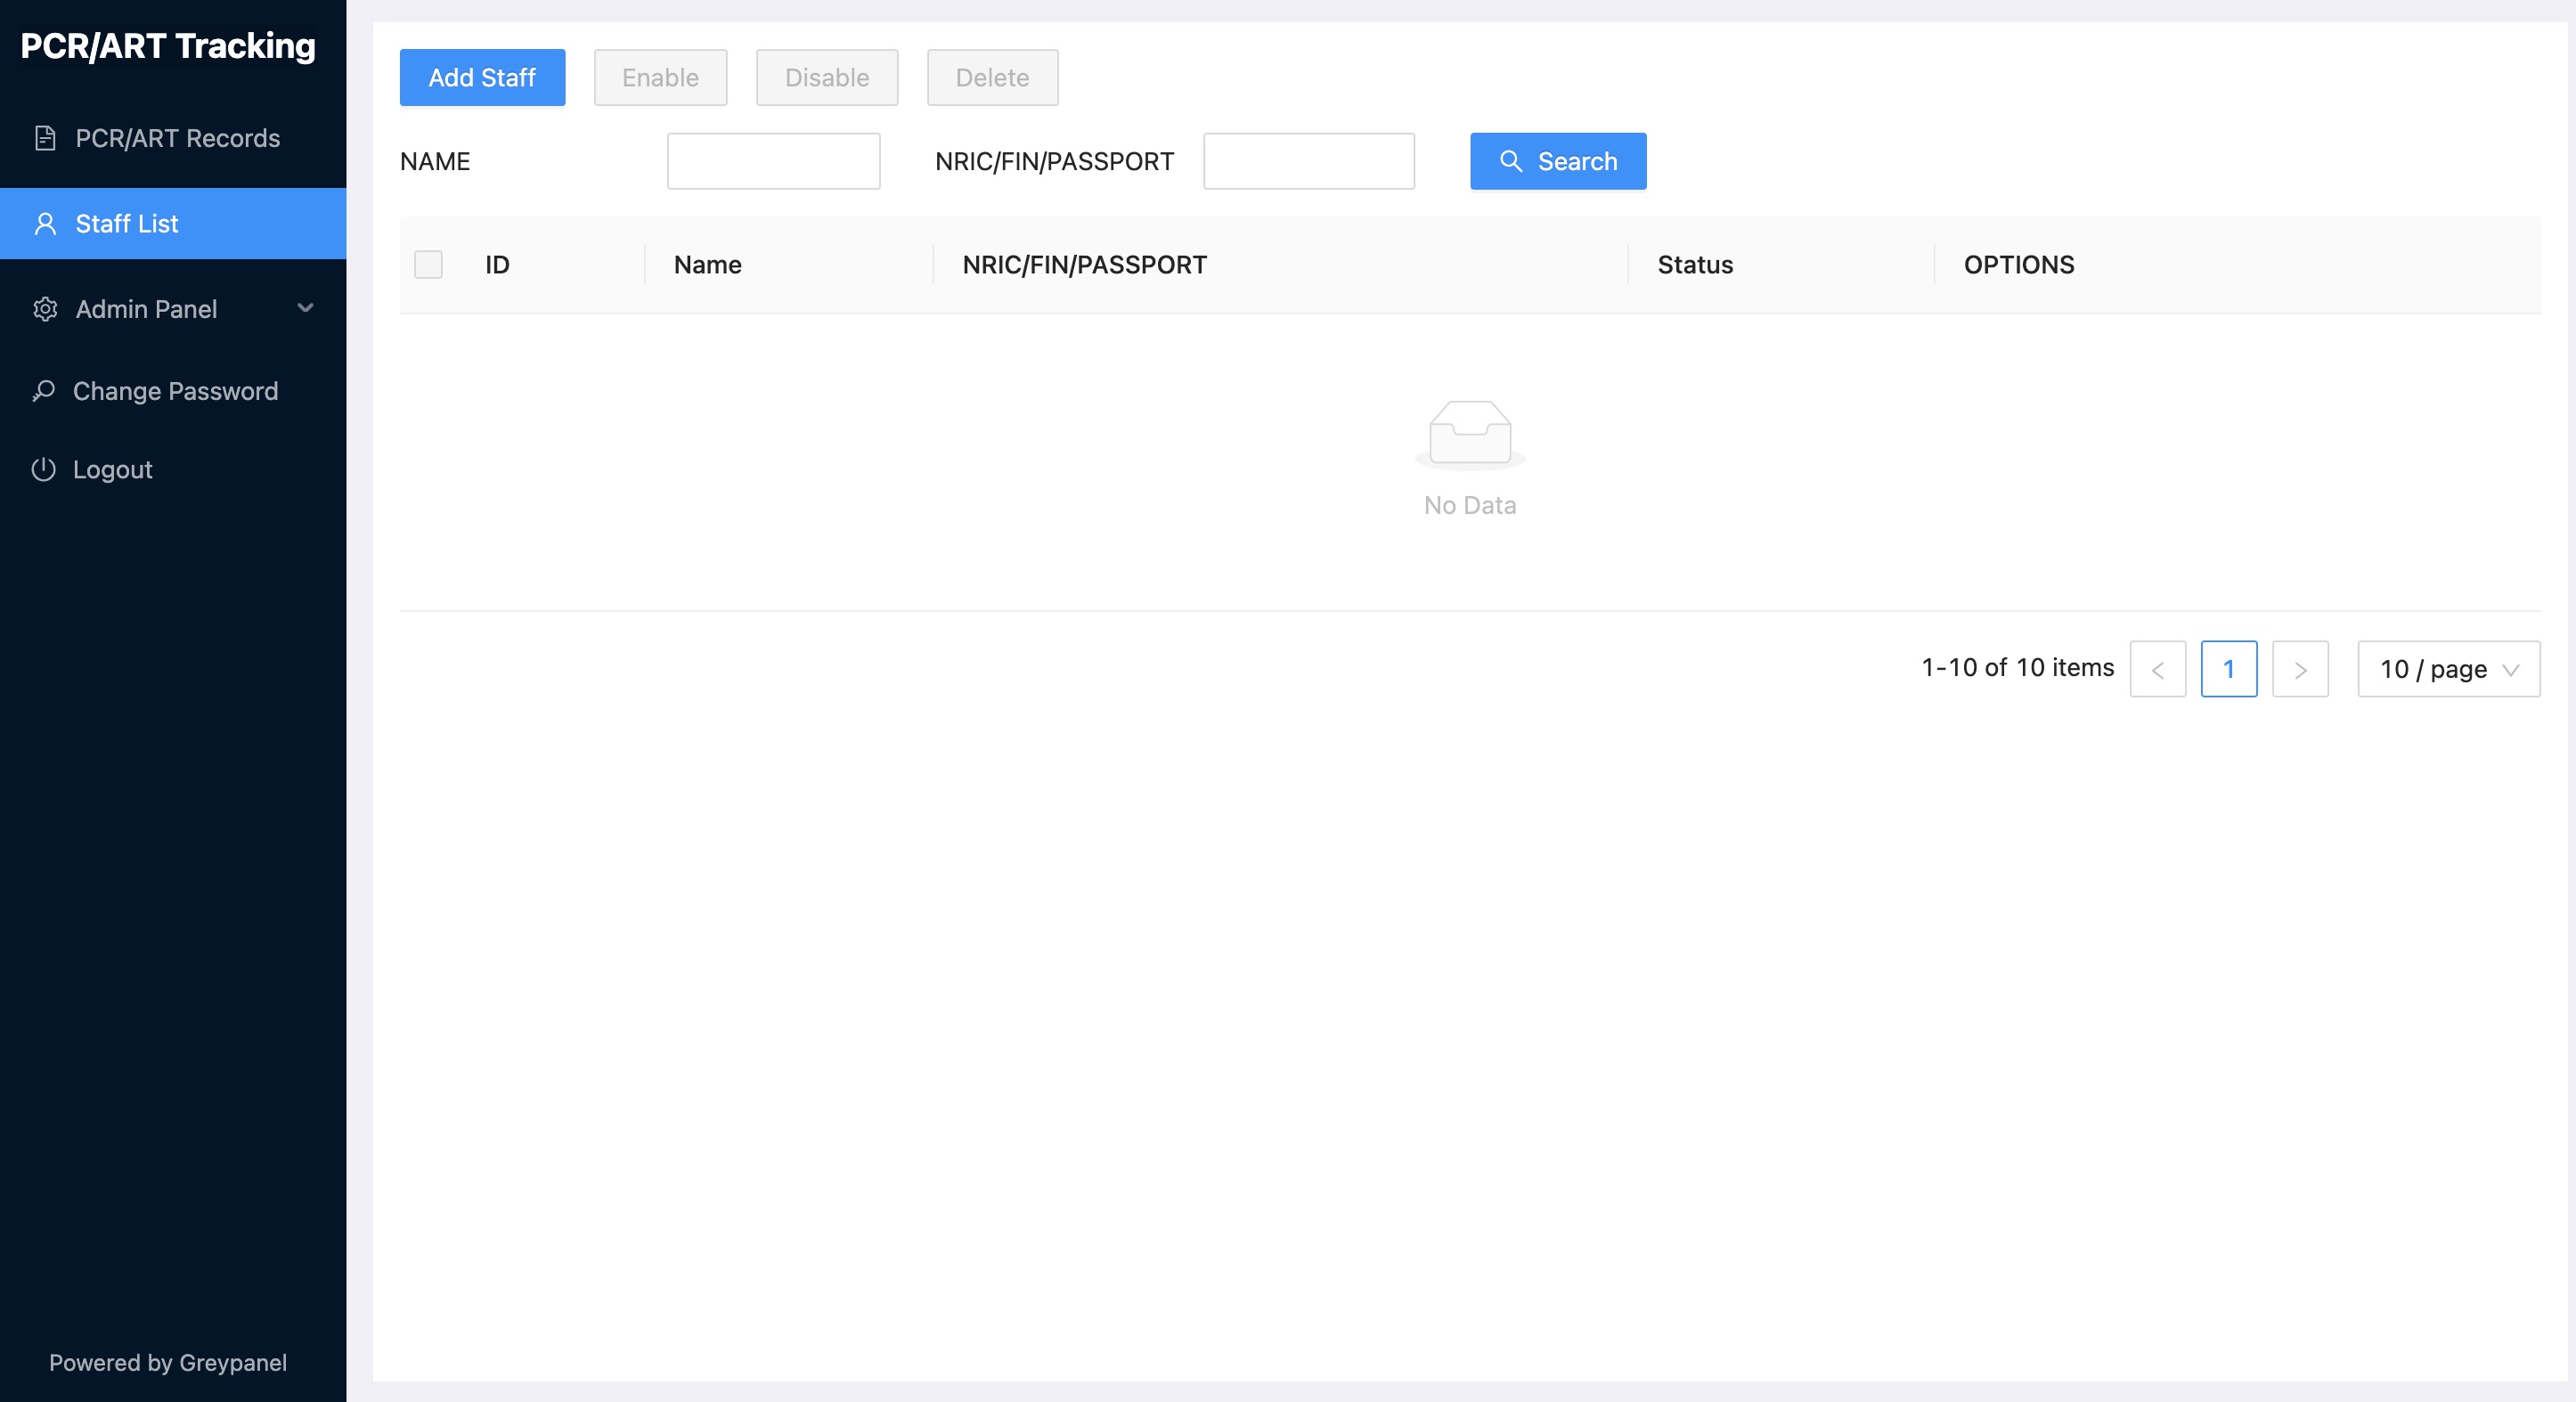 PCR/ART Tracking
PCR/ART Records
Staff List
Admin Panel
Change Password
Logout
Powered by Greypanel
Add Staff Enable Disable Delete
NAME NRIC/FIN/PASSPORT Search
ID Name NRIC/FIN/PASSPORT Status OPTIONS
No Data
1-10 of 10 items < 1 > 10 / page